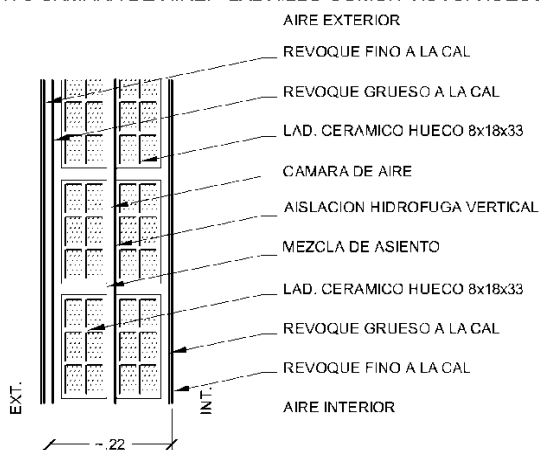 AIRE EXTERIOR
REVOQUE FINO A LA CAL
REVOQUE GRUESO A LA CAL
LAD. CERAMICO HUECO 8x18x33
CAMARA DE AIRE
AISLACION HIDROFUGA VERTICAL
MEZCLA DE ASIENTO
LAD. CERAMICO HUECO 8x18x33
REVOQUE GRUESO A LA CAL
REVOQUE FINO A LA CAL
AIRE INTERIOR
EXT.
INT.
~.22